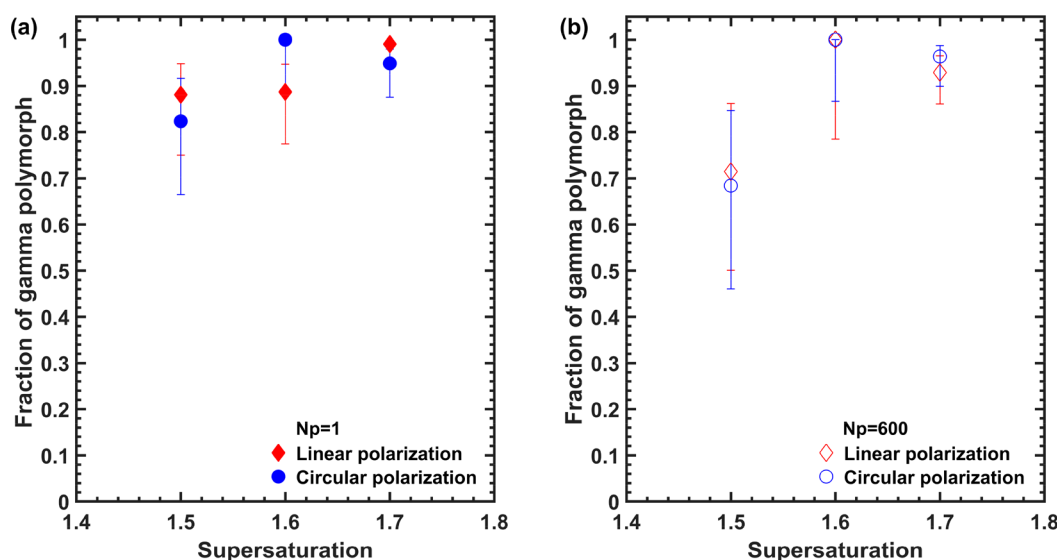 (a)
Fraction of gamma polymorph
1
0.9
0.8
0.7
0.6
0.5
0.4
0.3
0.2
0.1
0
1.4 1.5 1.6 1.7 1.8
Supersaturation
Np=1
Linear polarization
Circular polarization
(b)
Fraction of gamma polymorph
1
0.9
0.8
0.7
0.6
0.5
0.4
0.3
0.2
0.1
0
1.4 1.5 1.6 1.7 1.8
Supersaturation
Np=600
Linear polarization
Circular polarization